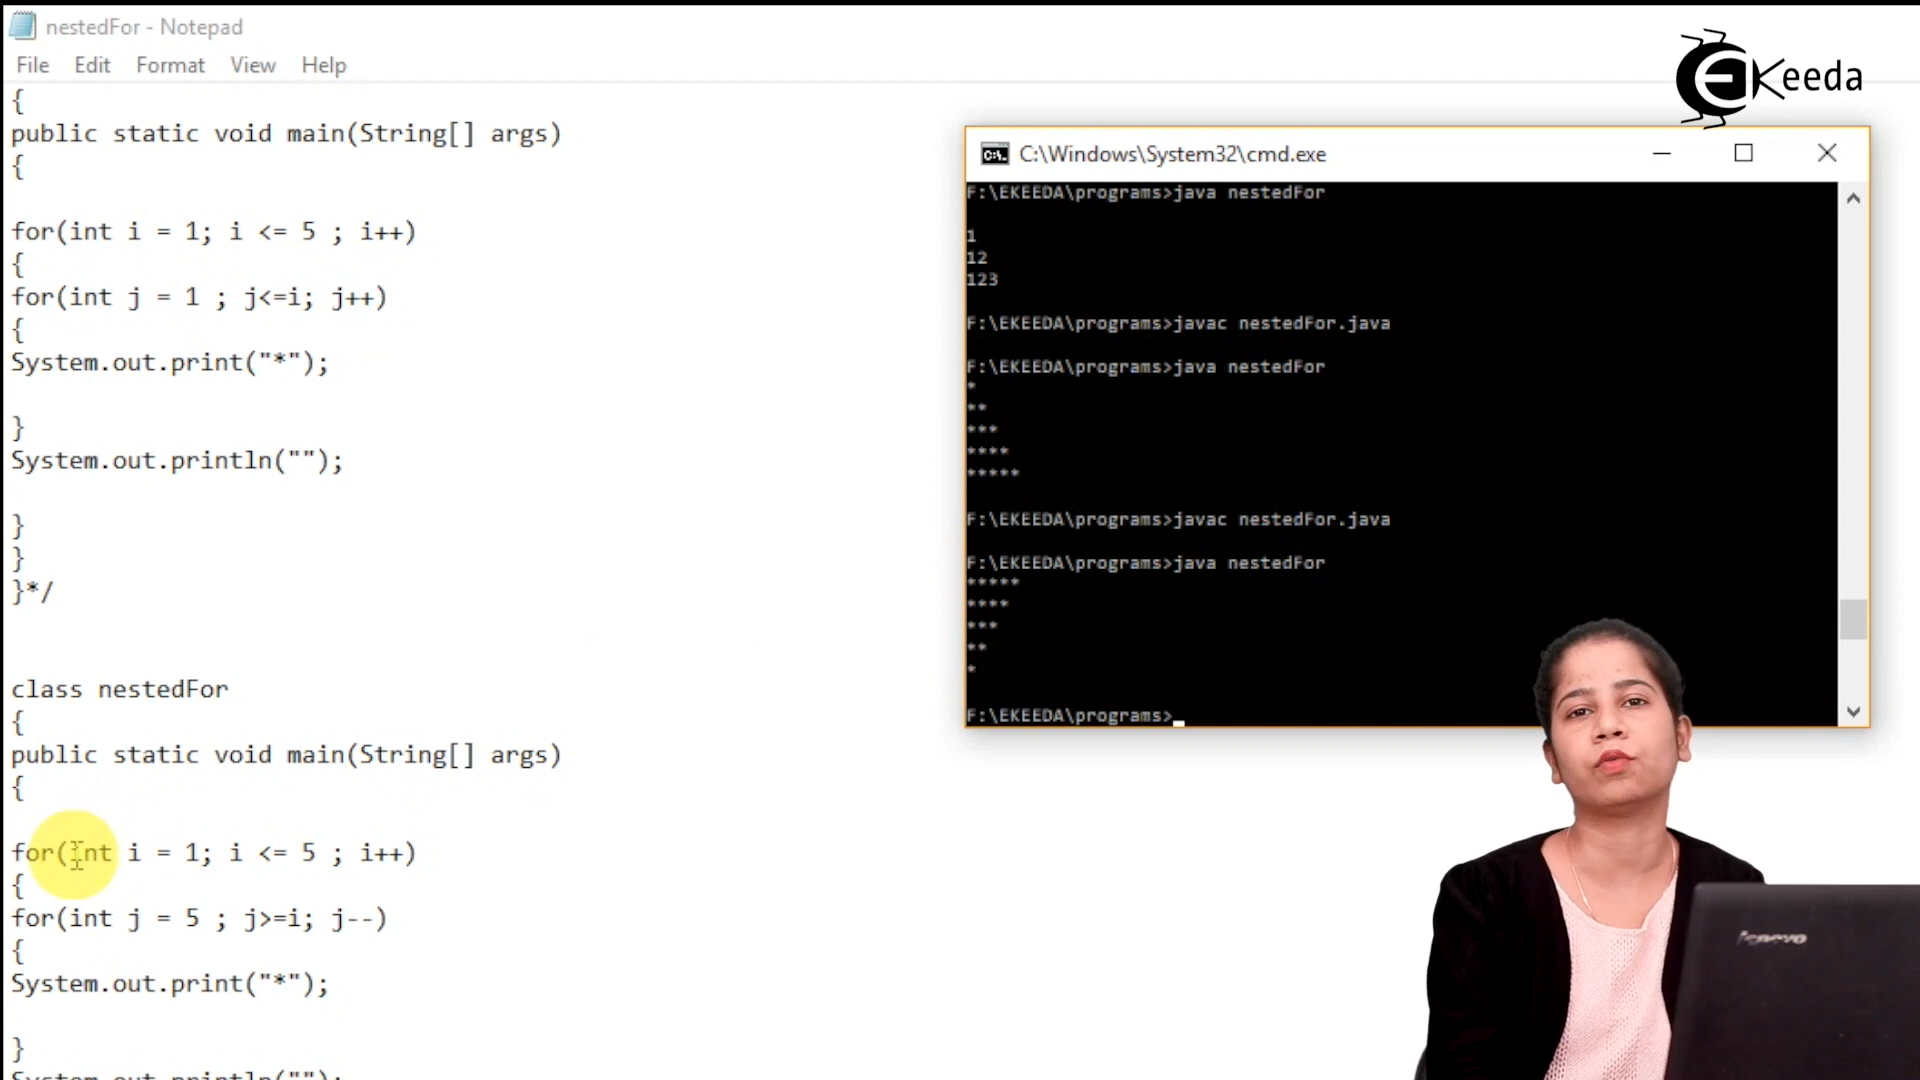 nestedFor - Notepad
File Edit Format View Help
{
public static void main(String[] args)
{
for(int i = 1; i <= 5 ; i++)
{
for(int j = 1 ; j<=i; j++)
{
System.out.print("*");
}
System.out.println("");
}
}
}*/
class nestedFor
{
public static void main(String[] args)
{
for(int i = 1; i <= 5 ; i++)
{
for(int j = 5 ; j>=i; j--)
{
System.out.print("*");
}
System.out.println("");
EKeeda
C:\Windows\System32\cmd.exe
F:\EKEEDA\programs>java nestedFor
1
12
123
F:\EKEEDA\programs>javac nestedFor.java
F:\EKEEDA\programs>java nestedFor
*
**
***
****
*****
F:\EKEEDA\programs>javac nestedFor.java
F:\EKEEDA\programs>java nestedFor
*****
****
***
**
*
F:\EKEEDA\programs>_
lenovo